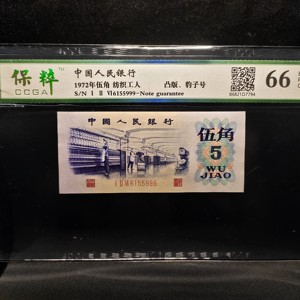 保粹
CCGA
中国人民银行
1972年伍角 纺织工人 凸版、豹子号
S/N Ⅰ Ⅱ Ⅵ6155999-Note guarantee
66
中国人民银行
伍角
5
WU
JIAO